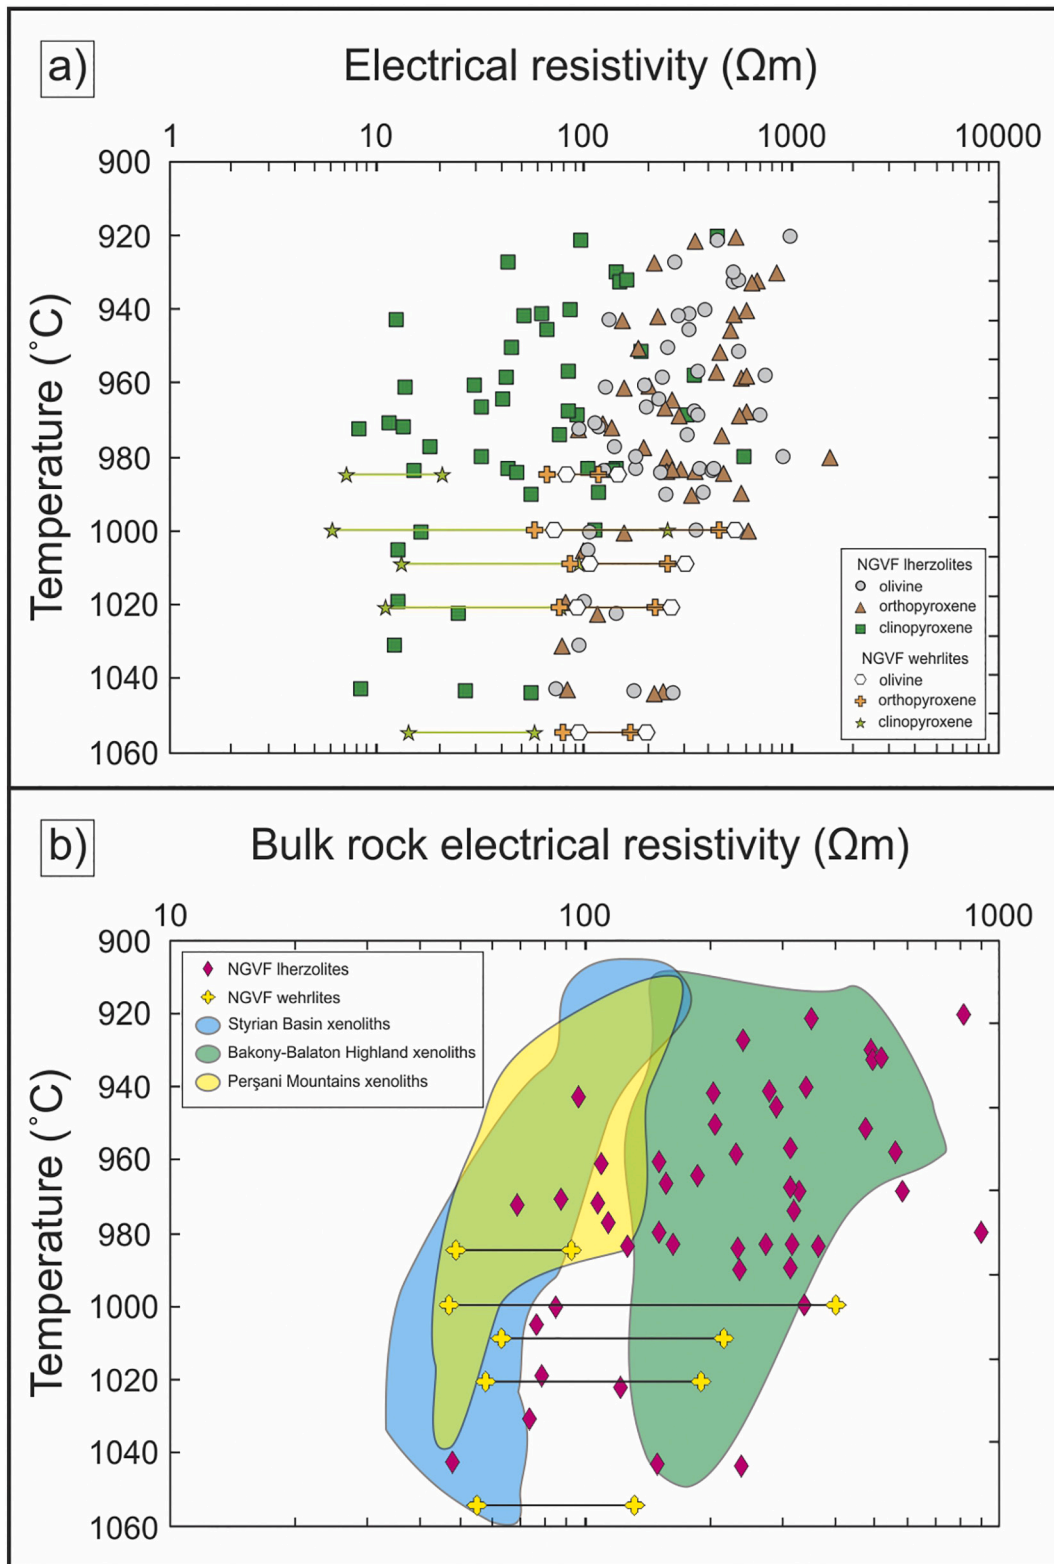 a)
Electrical resistivity (Ωm)
1 10 100 1000 10000
900
920
940
960
980
1000
1020
1040
1060
Temperature (˚C)
NGVF lherzolites
olivine
orthopyroxene
clinopyroxene
NGVF wehrlites
olivine
orthopyroxene
clinopyroxene
b)
Bulk rock electrical resistivity (Ωm)
10 100 1000
900
920
940
960
980
1000
1020
1040
1060
Temperature (˚C)
NGVF lherzolites
NGVF wehrlites
Styrian Basin xenoliths
Bakony-Balaton Highland xenoliths
Perşani Mountains xenoliths